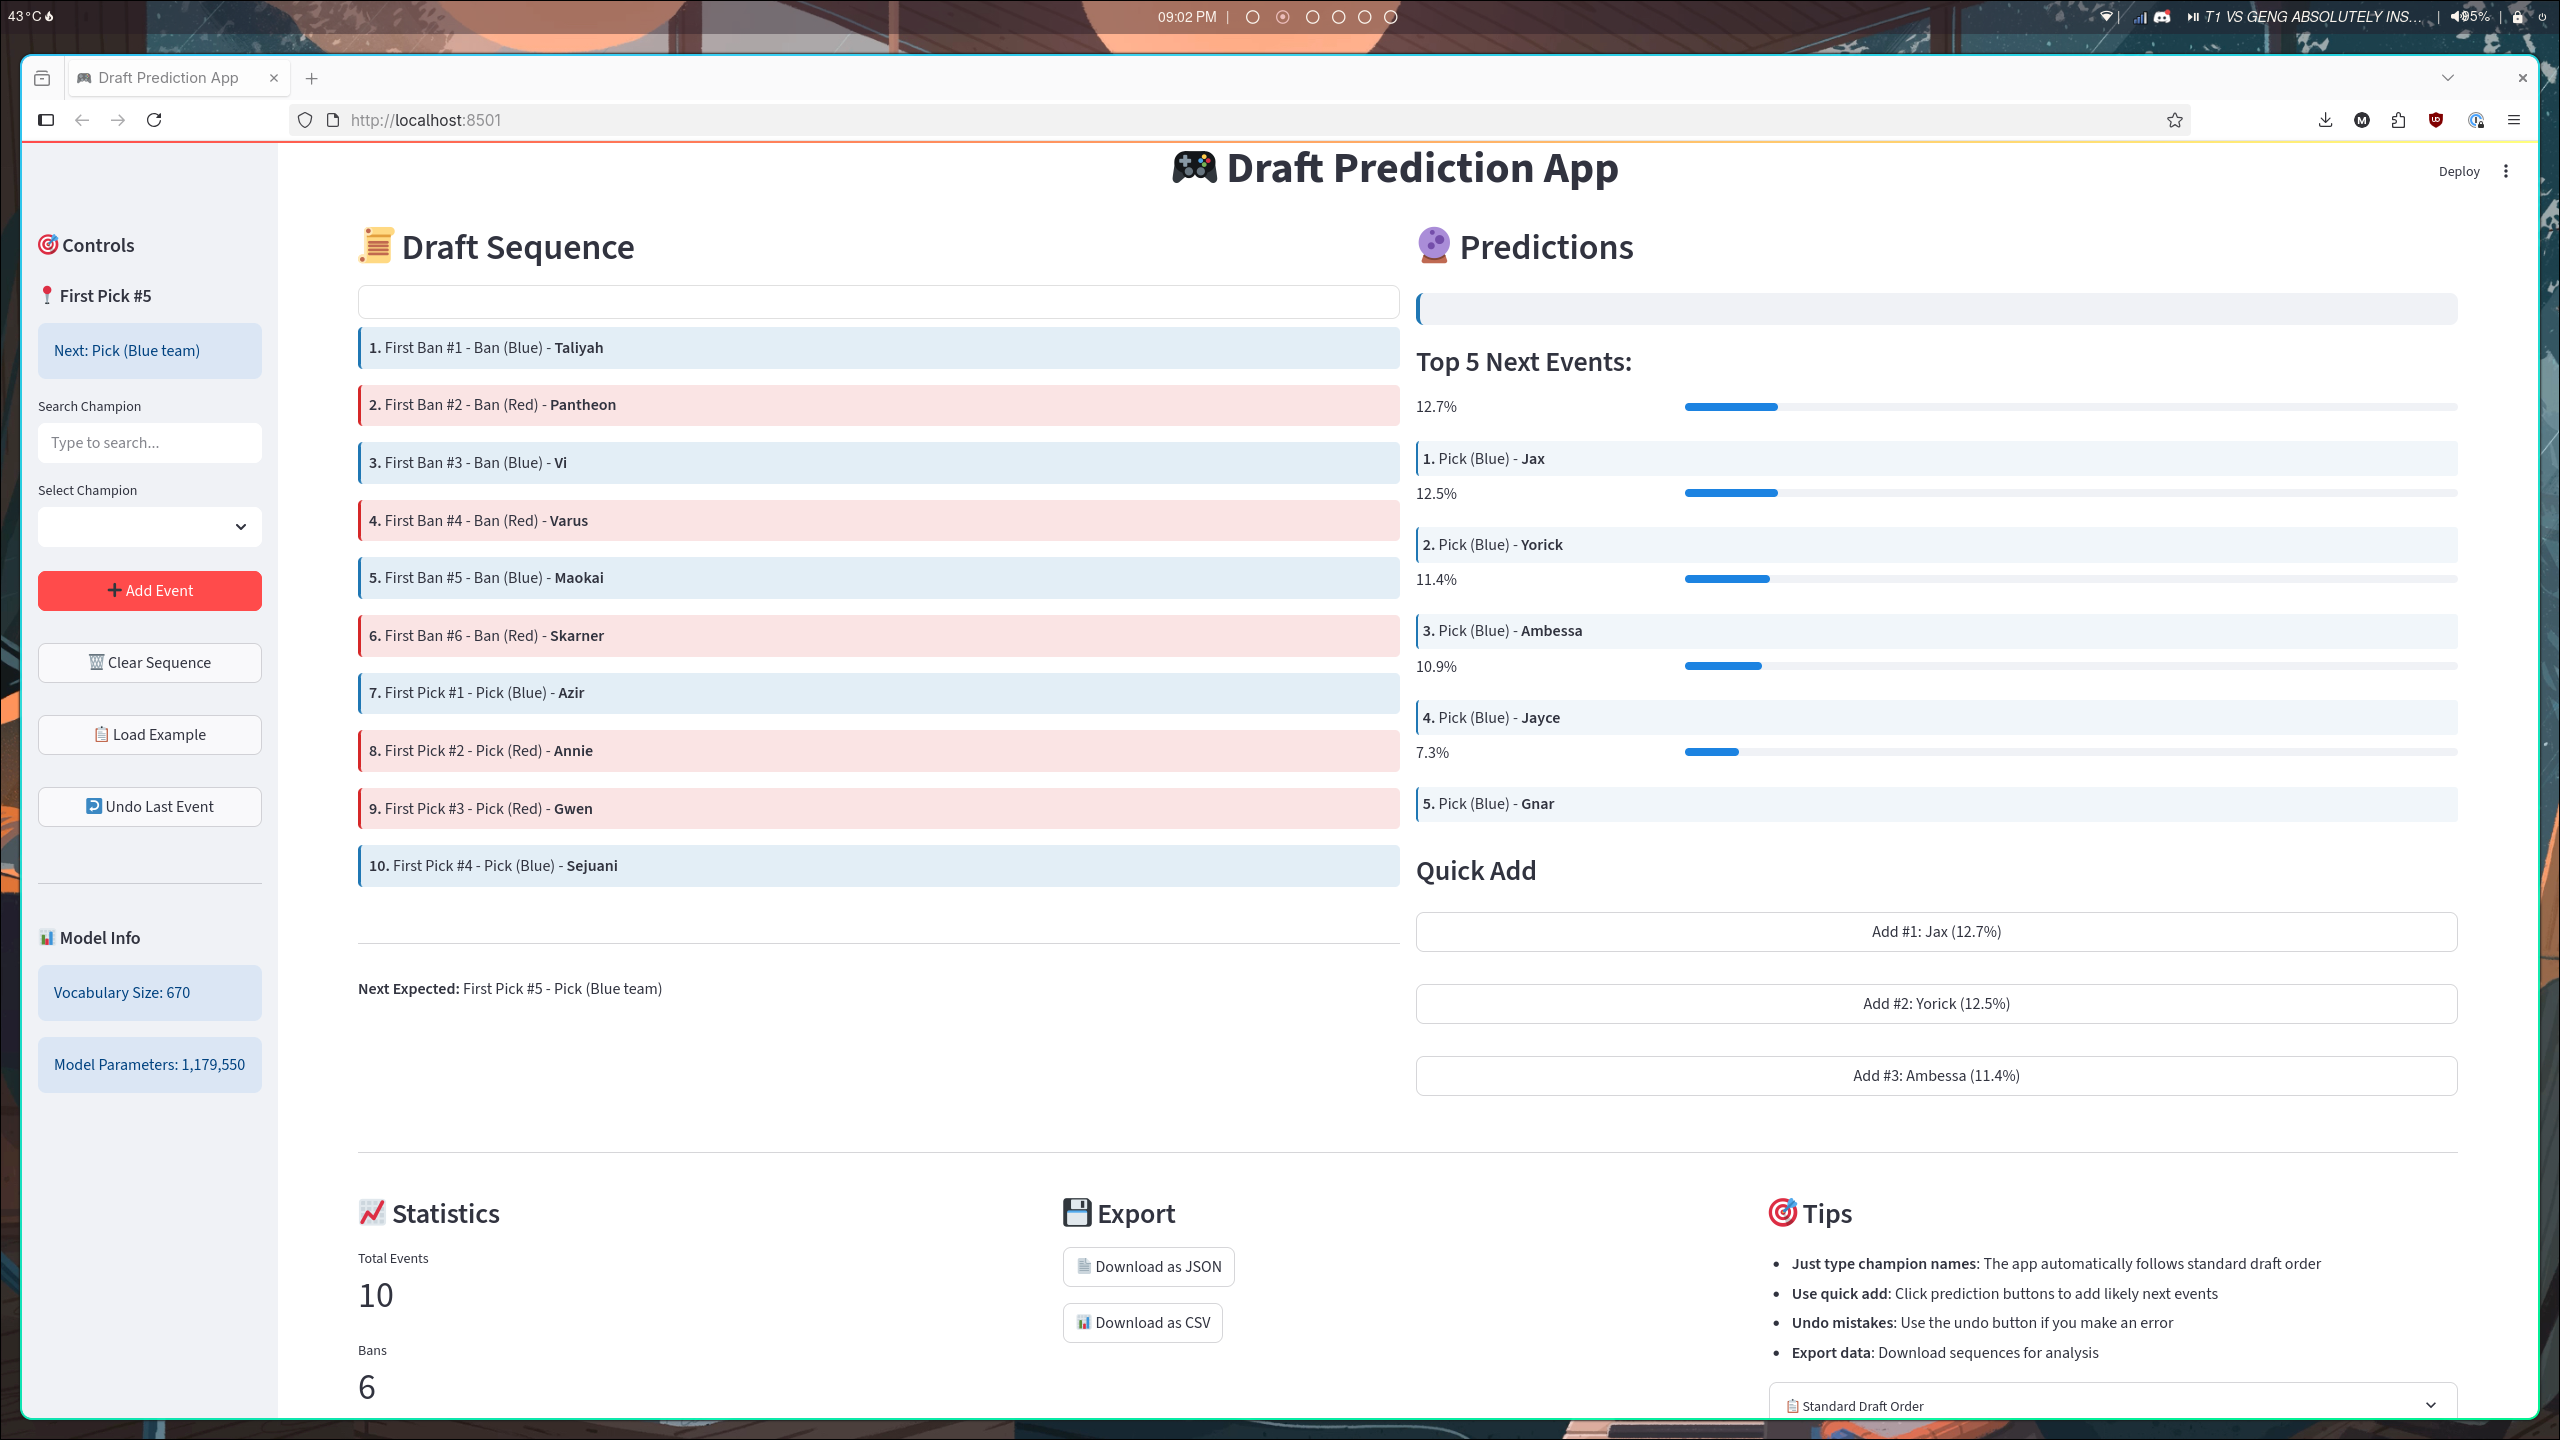 43°C
09:02 PM
T1 VS GENG ABSOLUTELY INS...
95%
Draft Prediction App
http://localhost:8501
Deploy
Controls
First Pick #5
Next: Pick (Blue team)
Search Champion
Type to search...
Select Champion
Add Event
Clear Sequence
Load Example
Undo Last Event
Model Info
Vocabulary Size: 670
Model Parameters: 1,179,550
Draft Prediction App
Draft Sequence
1. First Ban #1 - Ban (Blue) - Taliyah
2. First Ban #2 - Ban (Red) - Pantheon
3. First Ban #3 - Ban (Blue) - Vi
4. First Ban #4 - Ban (Red) - Varus
5. First Ban #5 - Ban (Blue) - Maokai
6. First Ban #6 - Ban (Red) - Skarner
7. First Pick #1 - Pick (Blue) - Azir
8. First Pick #2 - Pick (Red) - Annie
9. First Pick #3 - Pick (Red) - Gwen
10. First Pick #4 - Pick (Blue) - Sejuani
Next Expected: First Pick #5 - Pick (Blue team)
Predictions
Top 5 Next Events:
12.7%
1. Pick (Blue) - Jax
12.5%
2. Pick (Blue) - Yorick
11.4%
3. Pick (Blue) - Ambessa
10.9%
4. Pick (Blue) - Jayce
7.3%
5. Pick (Blue) - Gnar
Quick Add
Add #1: Jax (12.7%)
Add #2: Yorick (12.5%)
Add #3: Ambessa (11.4%)
Statistics
Total Events
10
Bans
6
Export
Download as JSON
Download as CSV
Tips
Just type champion names: The app automatically follows standard draft order
Use quick add: Click prediction buttons to add likely next events
Undo mistakes: Use the undo button if you make an error
Export data: Download sequences for analysis
Standard Draft Order